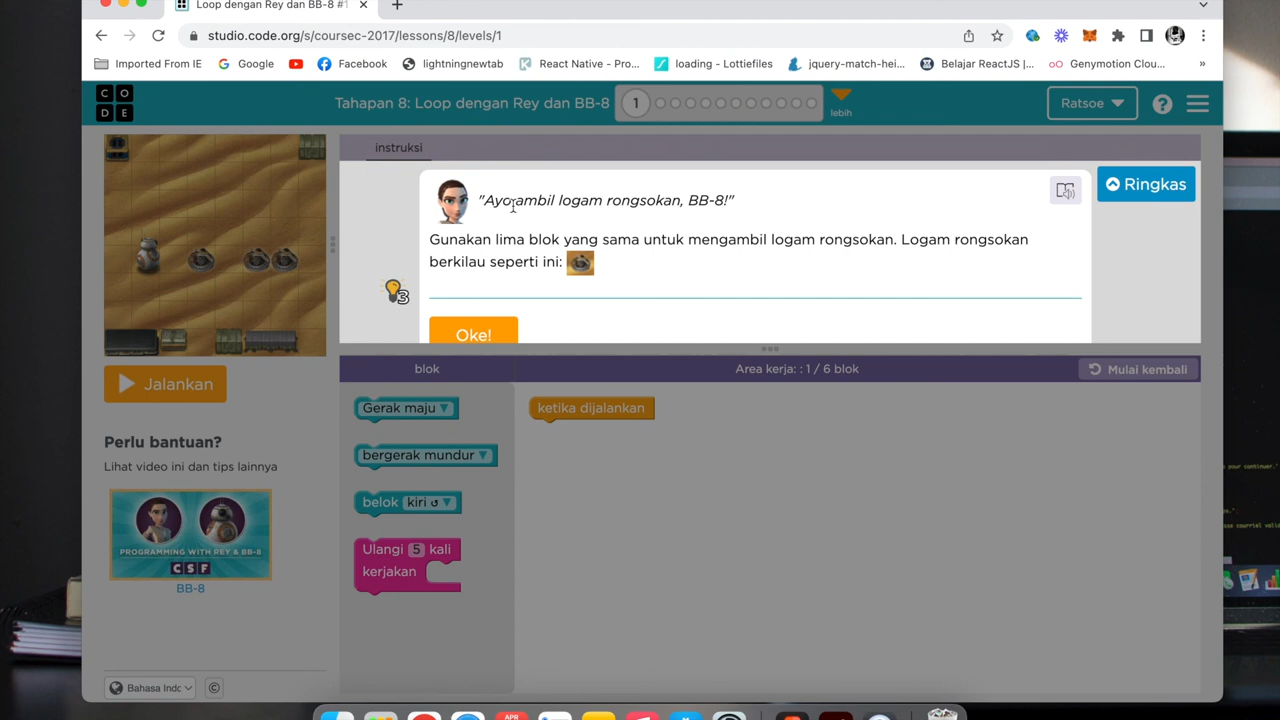 Loop dengan Rey dan BB-8 #1
studio.code.org/s/coursec-2017/lessons/8/levels/1
Imported From IE
Google
Facebook
lightningnewtab
React Native - Pro...
loading - Lottiefiles
jquery-match-hei...
Belajar ReactJS |...
Genymotion Clou...
»
C O
D E
Tahapan 8: Loop dengan Rey dan BB-8
1
lebih
Ratsoe
?
instruksi
"Ayo ambil logam rongsokan, BB-8!"
Ringkas
Gunakan lima blok yang sama untuk mengambil logam rongsokan. Logam rongsokan
berkilau seperti ini:
3
Oke!
Jalankan
blok
Area kerja: : 1 / 6 blok
Mulai kembali
Gerak maju
ketika dijalankan
Perlu bantuan?
Lihat video ini dan tips lainnya
bergerak mundur
belok kiri ↺
PROGRAMMING WITH REY & BB-8
CSF
BB-8
Ulangi 5 kali
kerjakan
Bahasa Indc
©
APR